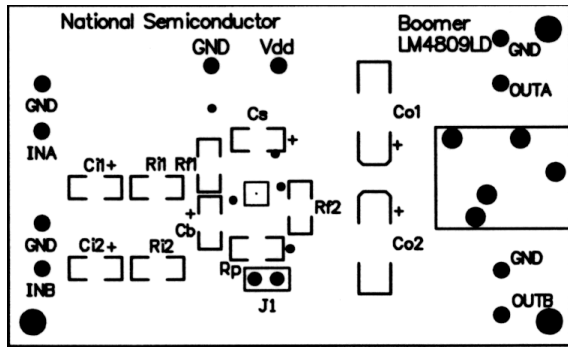 National Semiconductor
Boomer
LM4809LD
GND
Vdd
GND
OUTA
GND
INA
Cs
+
Co1
+
Ci1+
Ri1
Rf1
+
Cb
Rf2
+
Co2
GND
INB
Ci2+
Ri2
Rp
J1
GND
OUTB